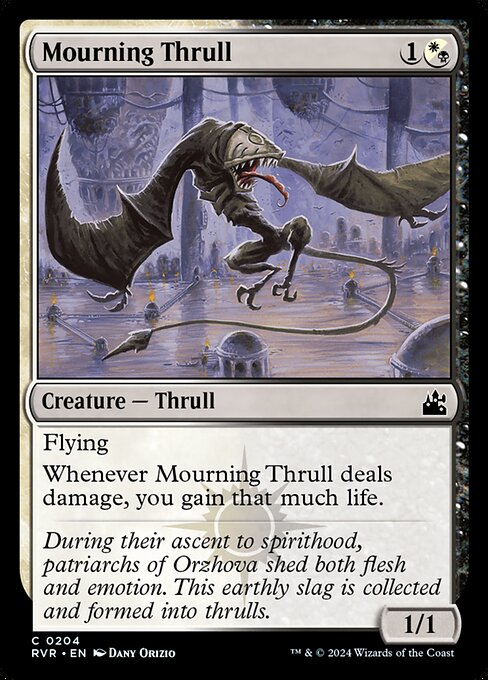 Mourning Thrull 1
Creature — Thrull
Flying
Whenever Mourning Thrull deals
damage, you gain that much life.
During their ascent to spirithood,
patriarchs of Orzhova shed both flesh
and emotion. This earthly slag is collected
and formed into thrulls.
1/1
C 0204
RVR • EN Dany Orizio
™ & © 2024 Wizards of the Coast